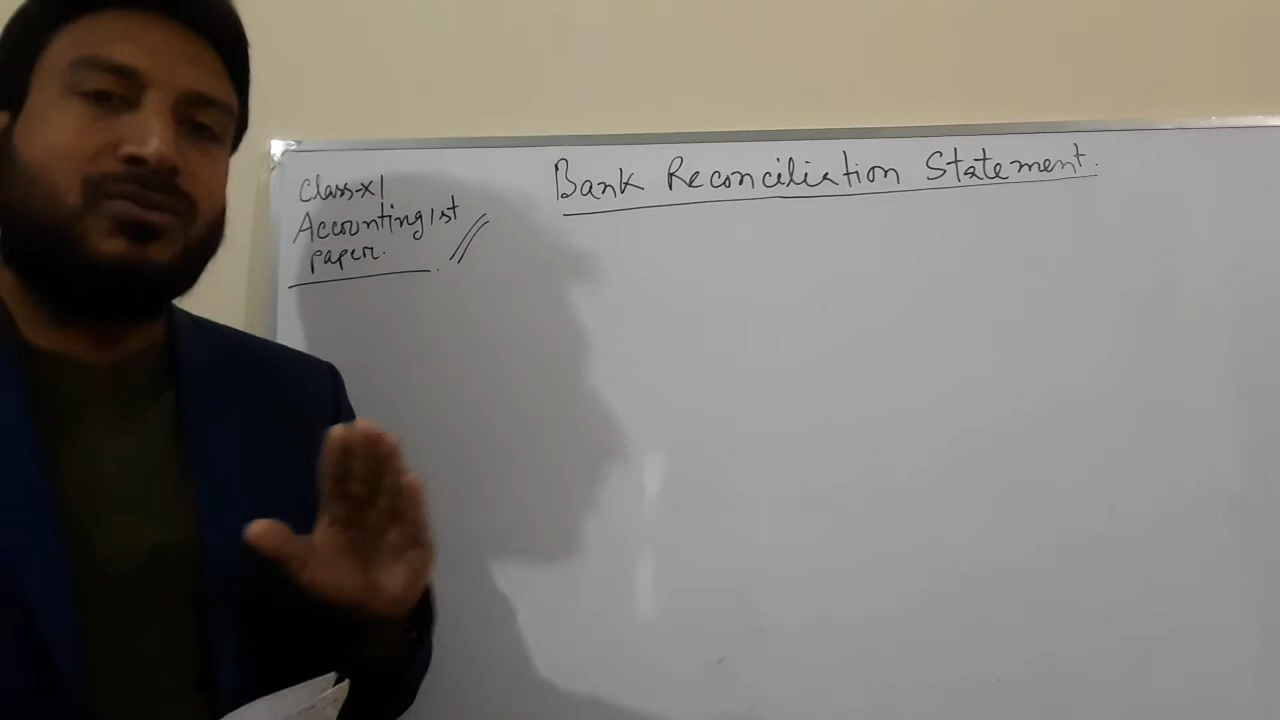 Class-XI
Accounting 1st
paper.
Bank Reconciliation Statement.